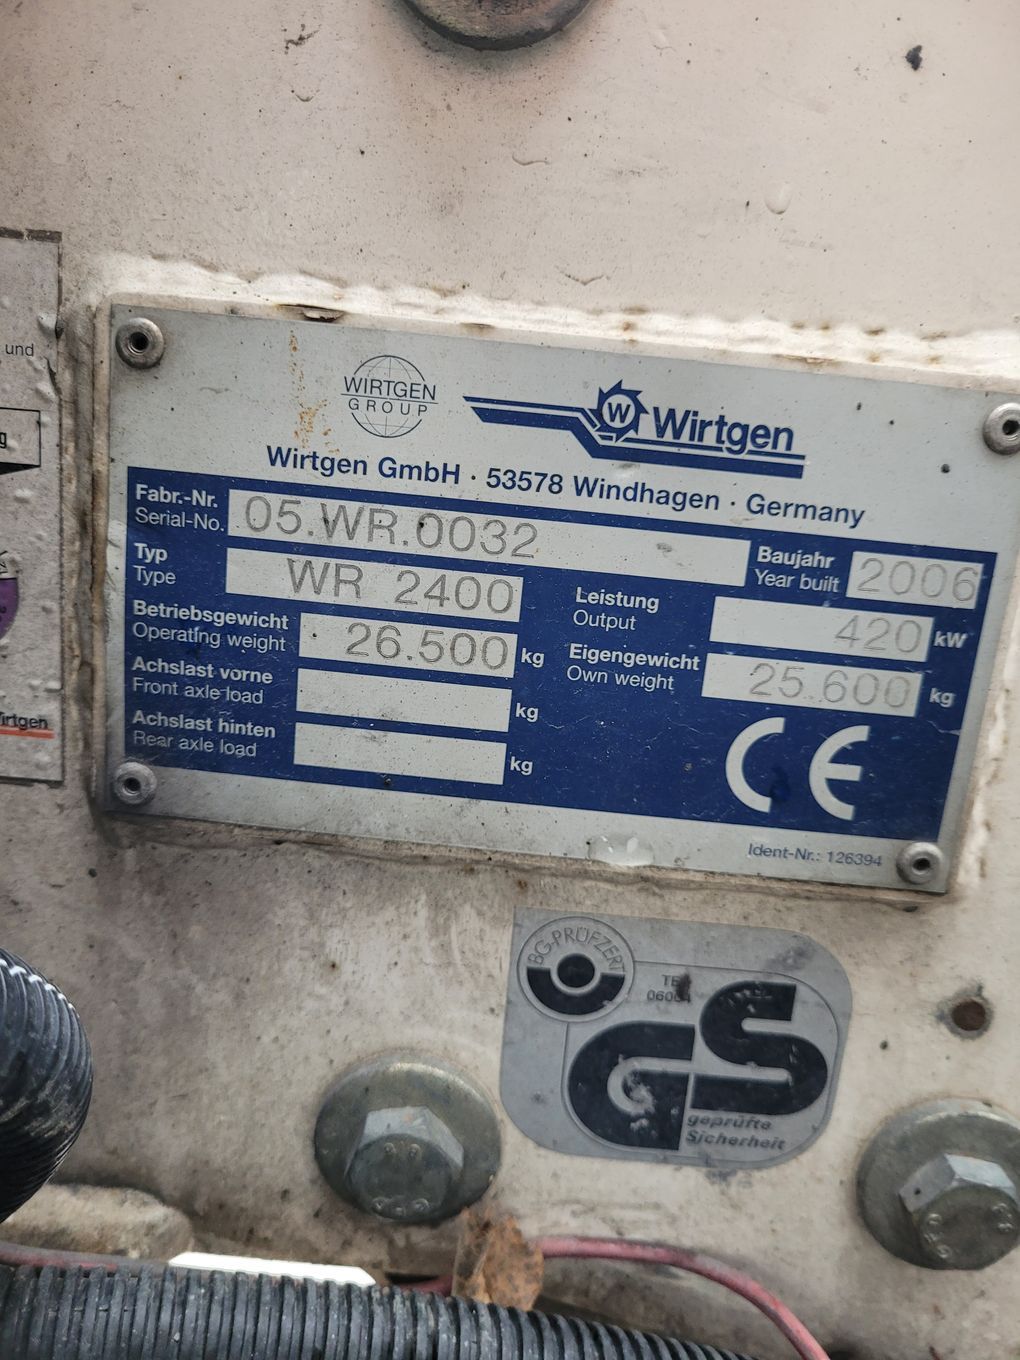 und
g
WIRTGEN
GROUP
W
Wirtgen
Wirtgen GmbH · 53578 Windhagen · Germany
Fabr.-Nr.
Serial-No.
05.WR.0032
Baujahr
Year built
2006
Typ
Type
WR 2400
Leistung
Output
420 kW
Betriebsgewicht
Operating weight
26.500 kg
Eigengewicht
Own weight
25.600 kg
Achslast vorne
Front axle load
kg
Achslast hinten
Rear axle load
kg
CE
Ident-Nr.: 126394
Wirtgen
BG-PRÜFZERT
GS
geprüfte
Sicherheit